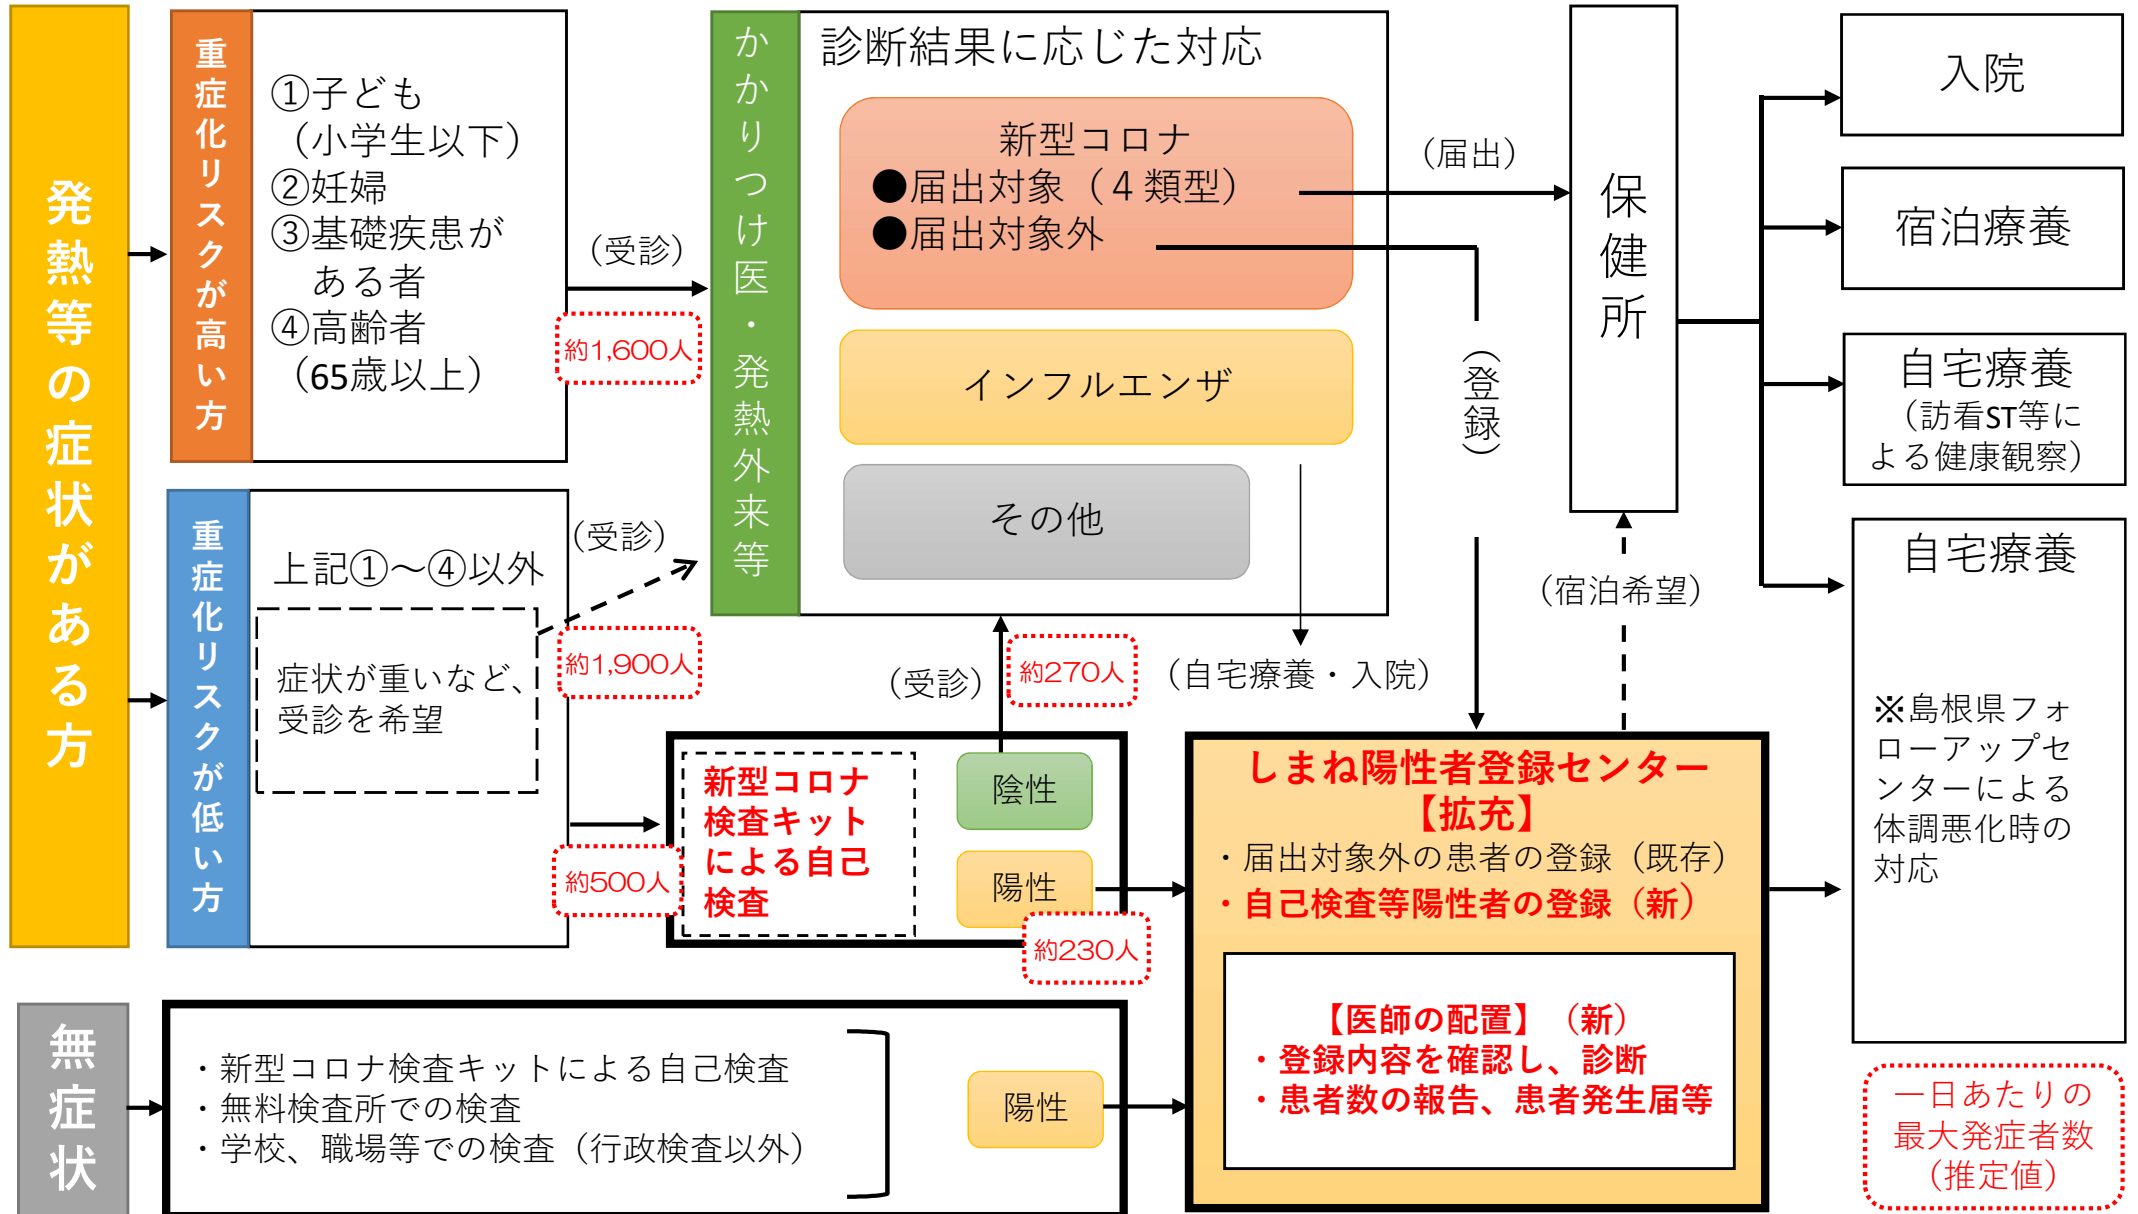 発熱等の症状がある方
重症化リスクが高い方
①子ども
（小学生以下）
②妊婦
③基礎疾患が
ある者
④高齢者
（65歳以上）
（受診）
約1,600人
重症化リスクが低い方
上記①～④以外
症状が重いなど、
受診を希望
（受診）
約1,900人
約500人
かかりつけ医・発熱外来等
診断結果に応じた対応
新型コロナ
●届出対象（４類型）
●届出対象外
インフルエンザ
その他
（自宅療養・入院）
（受診）
約270人
新型コロナ
検査キット
による自己
検査
陰性
陽性
約230人
（届出）
（登録）
保健所
（宿泊希望）
しまね陽性者登録センター
【拡充】
・届出対象外の患者の登録（既存）
・自己検査等陽性者の登録（新）
【医師の配置】（新）
・登録内容を確認し、診断
・患者数の報告、患者発生届等
入院
宿泊療養
自宅療養
（訪看ST等に
よる健康観察）
自宅療養
※島根県フォ
ローアップセ
ンターによる
体調悪化時の
対応
無症状
・新型コロナ検査キットによる自己検査
・無料検査所での検査
・学校、職場等での検査（行政検査以外）
陽性
一日あたりの
最大発症者数
（推定値）